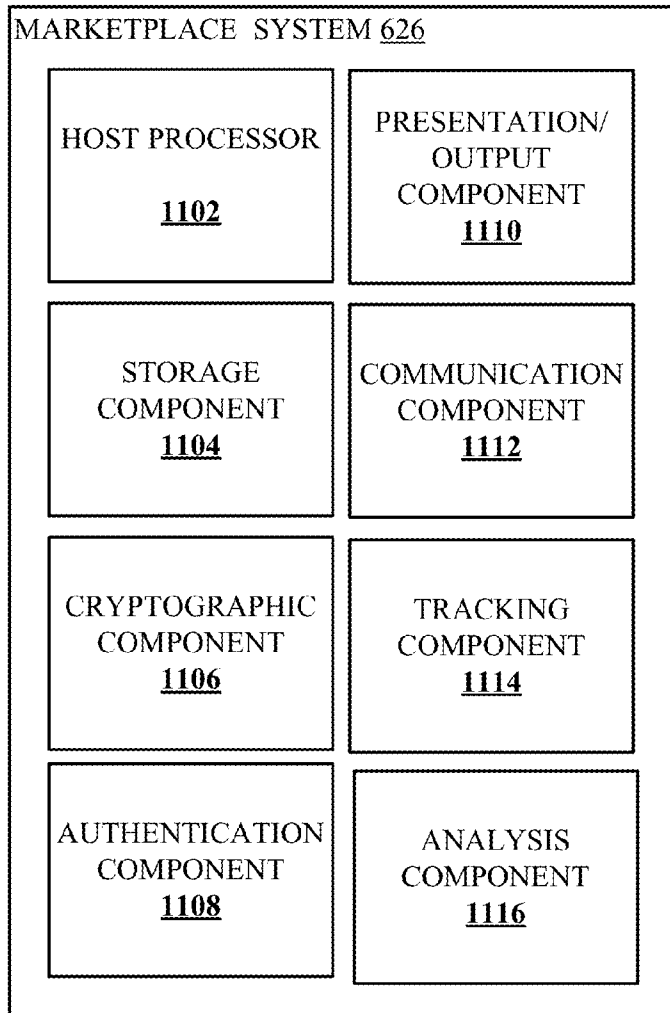 MARKETPLACE SYSTEM 626
HOST PROCESSOR
1102
PRESENTATION/
OUTPUT
COMPONENT
1110
STORAGE
COMPONENT
1104
COMMUNICATION
COMPONENT
1112
CRYPTOGRAPHIC
COMPONENT
1106
TRACKING
COMPONENT
1114
AUTHENTICATION
COMPONENT
1108
ANALYSIS
COMPONENT
1116